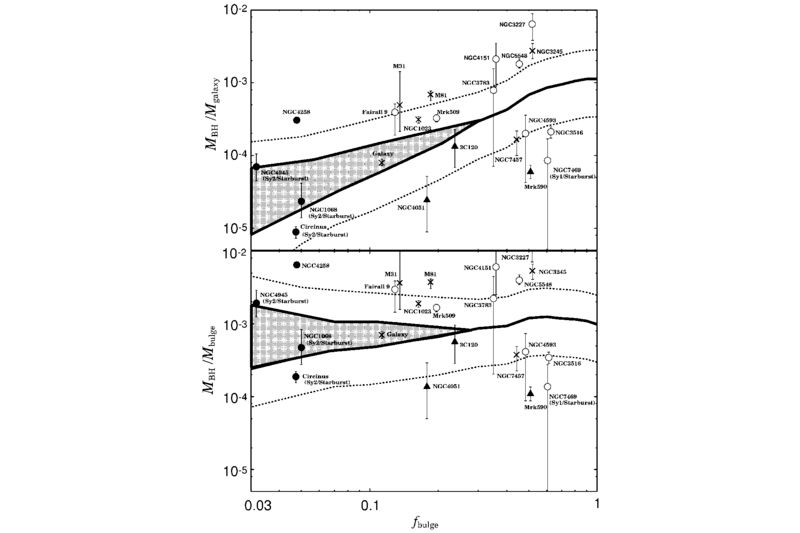 10-2
NGC3227
M_BH /M_galaxy
NGC4151
NGC5548
NGC3245
M31
10-3
NGC3783
M81
NGC4258
Fairall 9
Mrk509
NGC1023
NGC4593
NGC3516
10-4
Galaxy
3C120
NGC7457
NGC4945
(Sy2/Starburst)
NGC7469
(Sy1/Starburst)
Mrk590
NGC1068
(Sy2/Starburst)
NGC4051
10-5
Circinus
(Sy2/Starburst)
10-2
NGC3227
NGC4258
M31
M81
NGC4151
NGC3245
Fairall 9
NGC5548
NGC4945
(Sy2/Starburst)
NGC3783
NGC1023
Mrk509
10-3
M_BH /M_bulge
NGC1068
(Sy2/Starburst)
Galaxy
3C120
NGC4593
NGC3516
Circinus
(Sy2/Starburst)
NGC7457
NGC7469
(Sy1/Starburst)
NGC4051
Mrk590
10-4
10-5
0.03
0.1
1
f_bulge